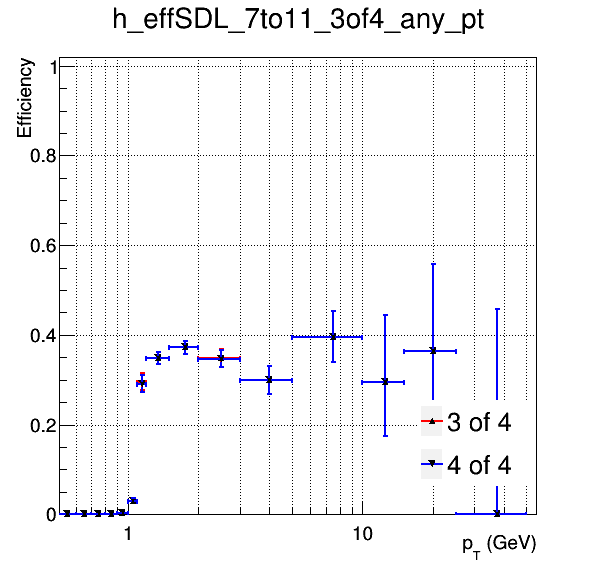 h_effSDL_7to11_3of4_any_pt
Efficiency
1
0.8
0.6
0.4
0.2
0
3 of 4
4 of 4
1
10
p_T (GeV)